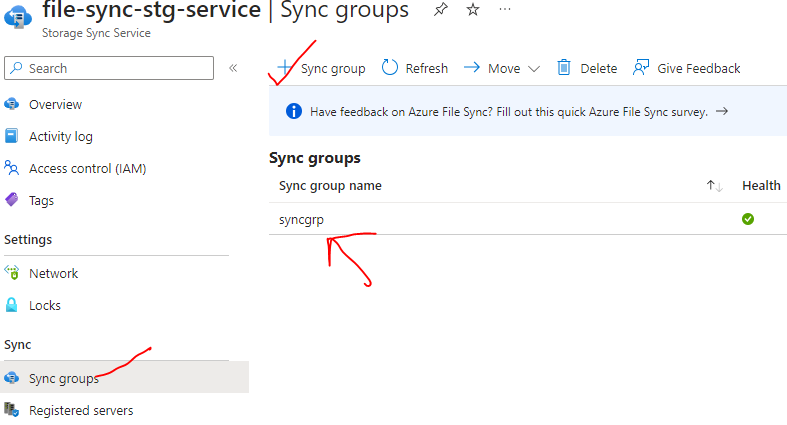 file-sync-stg-service | Sync groups
Storage Sync Service
Search
Overview
Activity log
Access control (IAM)
Tags
Settings
Network
Locks
Sync
Sync groups
Registered servers
Sync group Refresh Move Delete Give Feedback
Have feedback on Azure File Sync? Fill out this quick Azure File Sync survey.
Sync groups
Sync group name Health
syncgrp